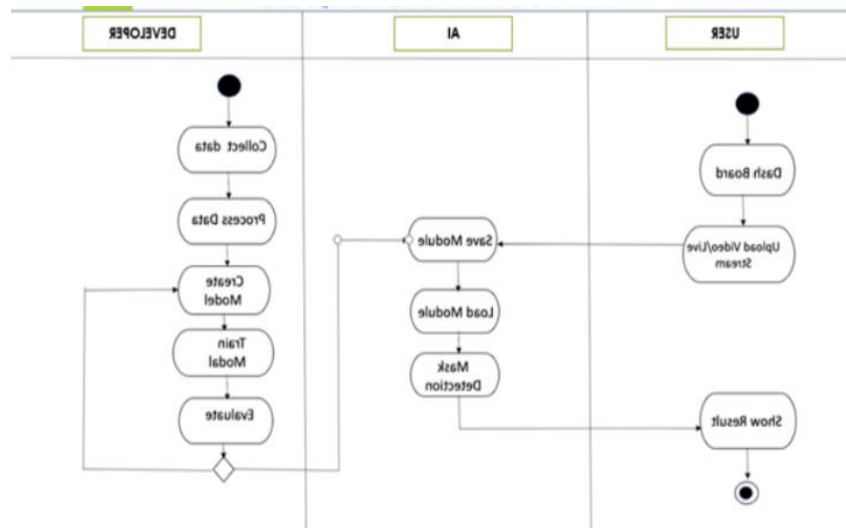 DEVELOPER
AI
USER
Collect data
Process Data
Create
Model
Train
Modal
Evaluate
Save Module
Load Module
Mask
Detection
Dash Board
Upload Video/Live
Stream
Show Result